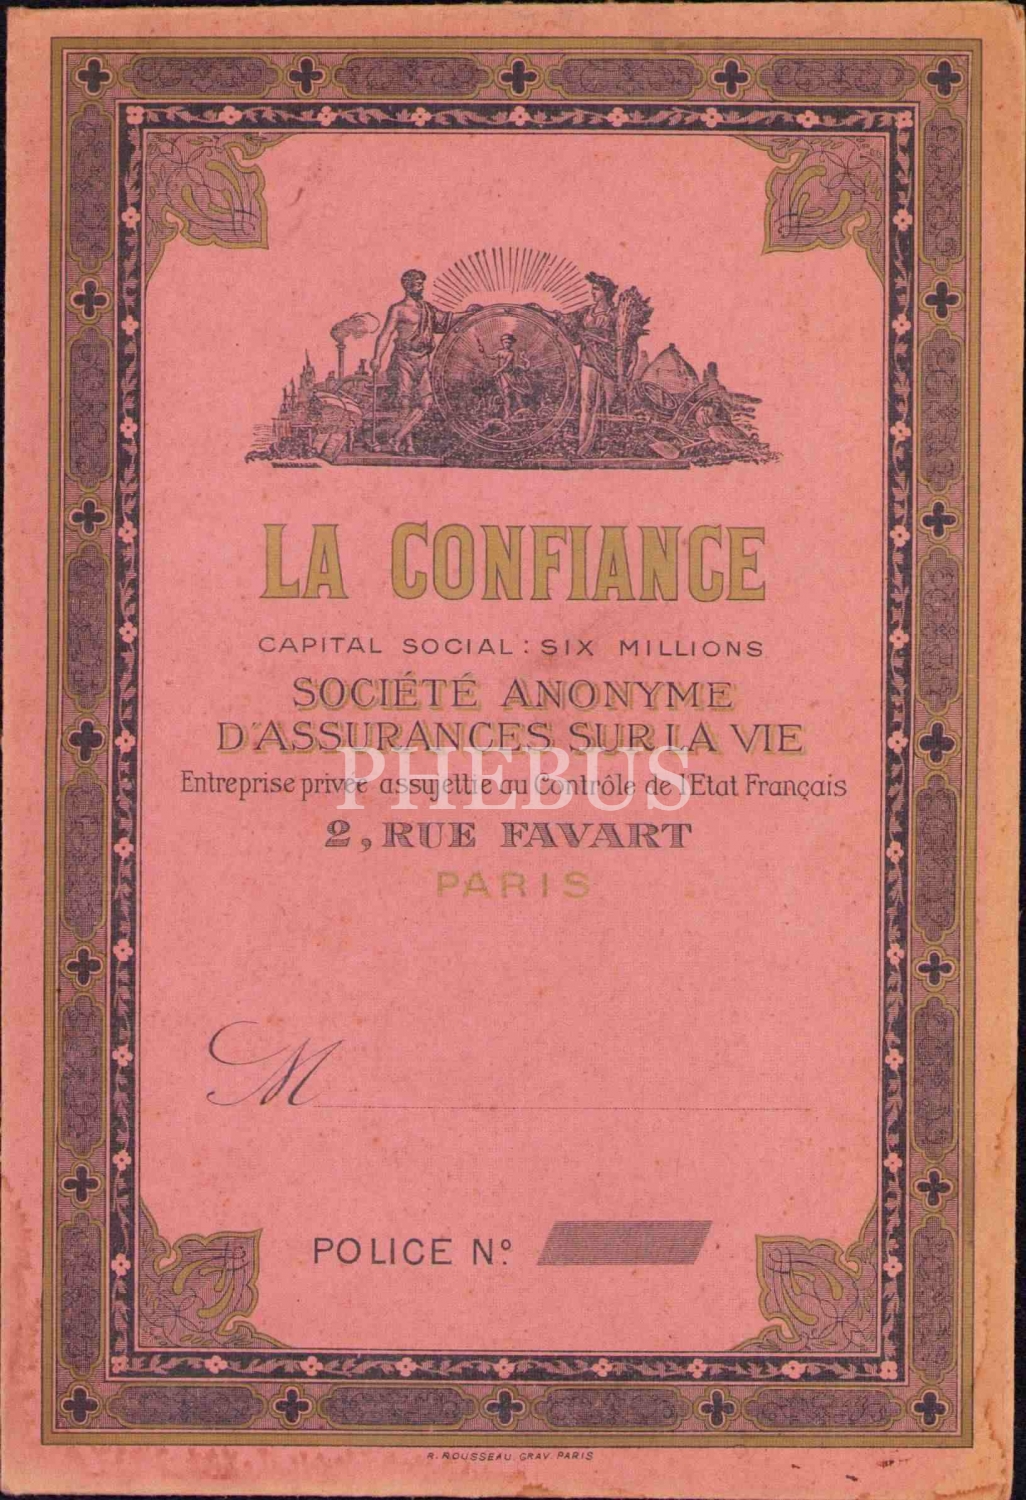 LA CONFIANCE
CAPITAL SOCIAL : SIX MILLIONS
SOCIÉTÉ ANONYME
D'ASSURANCES SUR LA VIE
PHEBUS
Entreprise privée assujettie au Contrôle de l'Etat Français
2, RUE FAVART
PARIS
M
POLICE Nº
R. ROUSSEAU. GRAV. PARIS